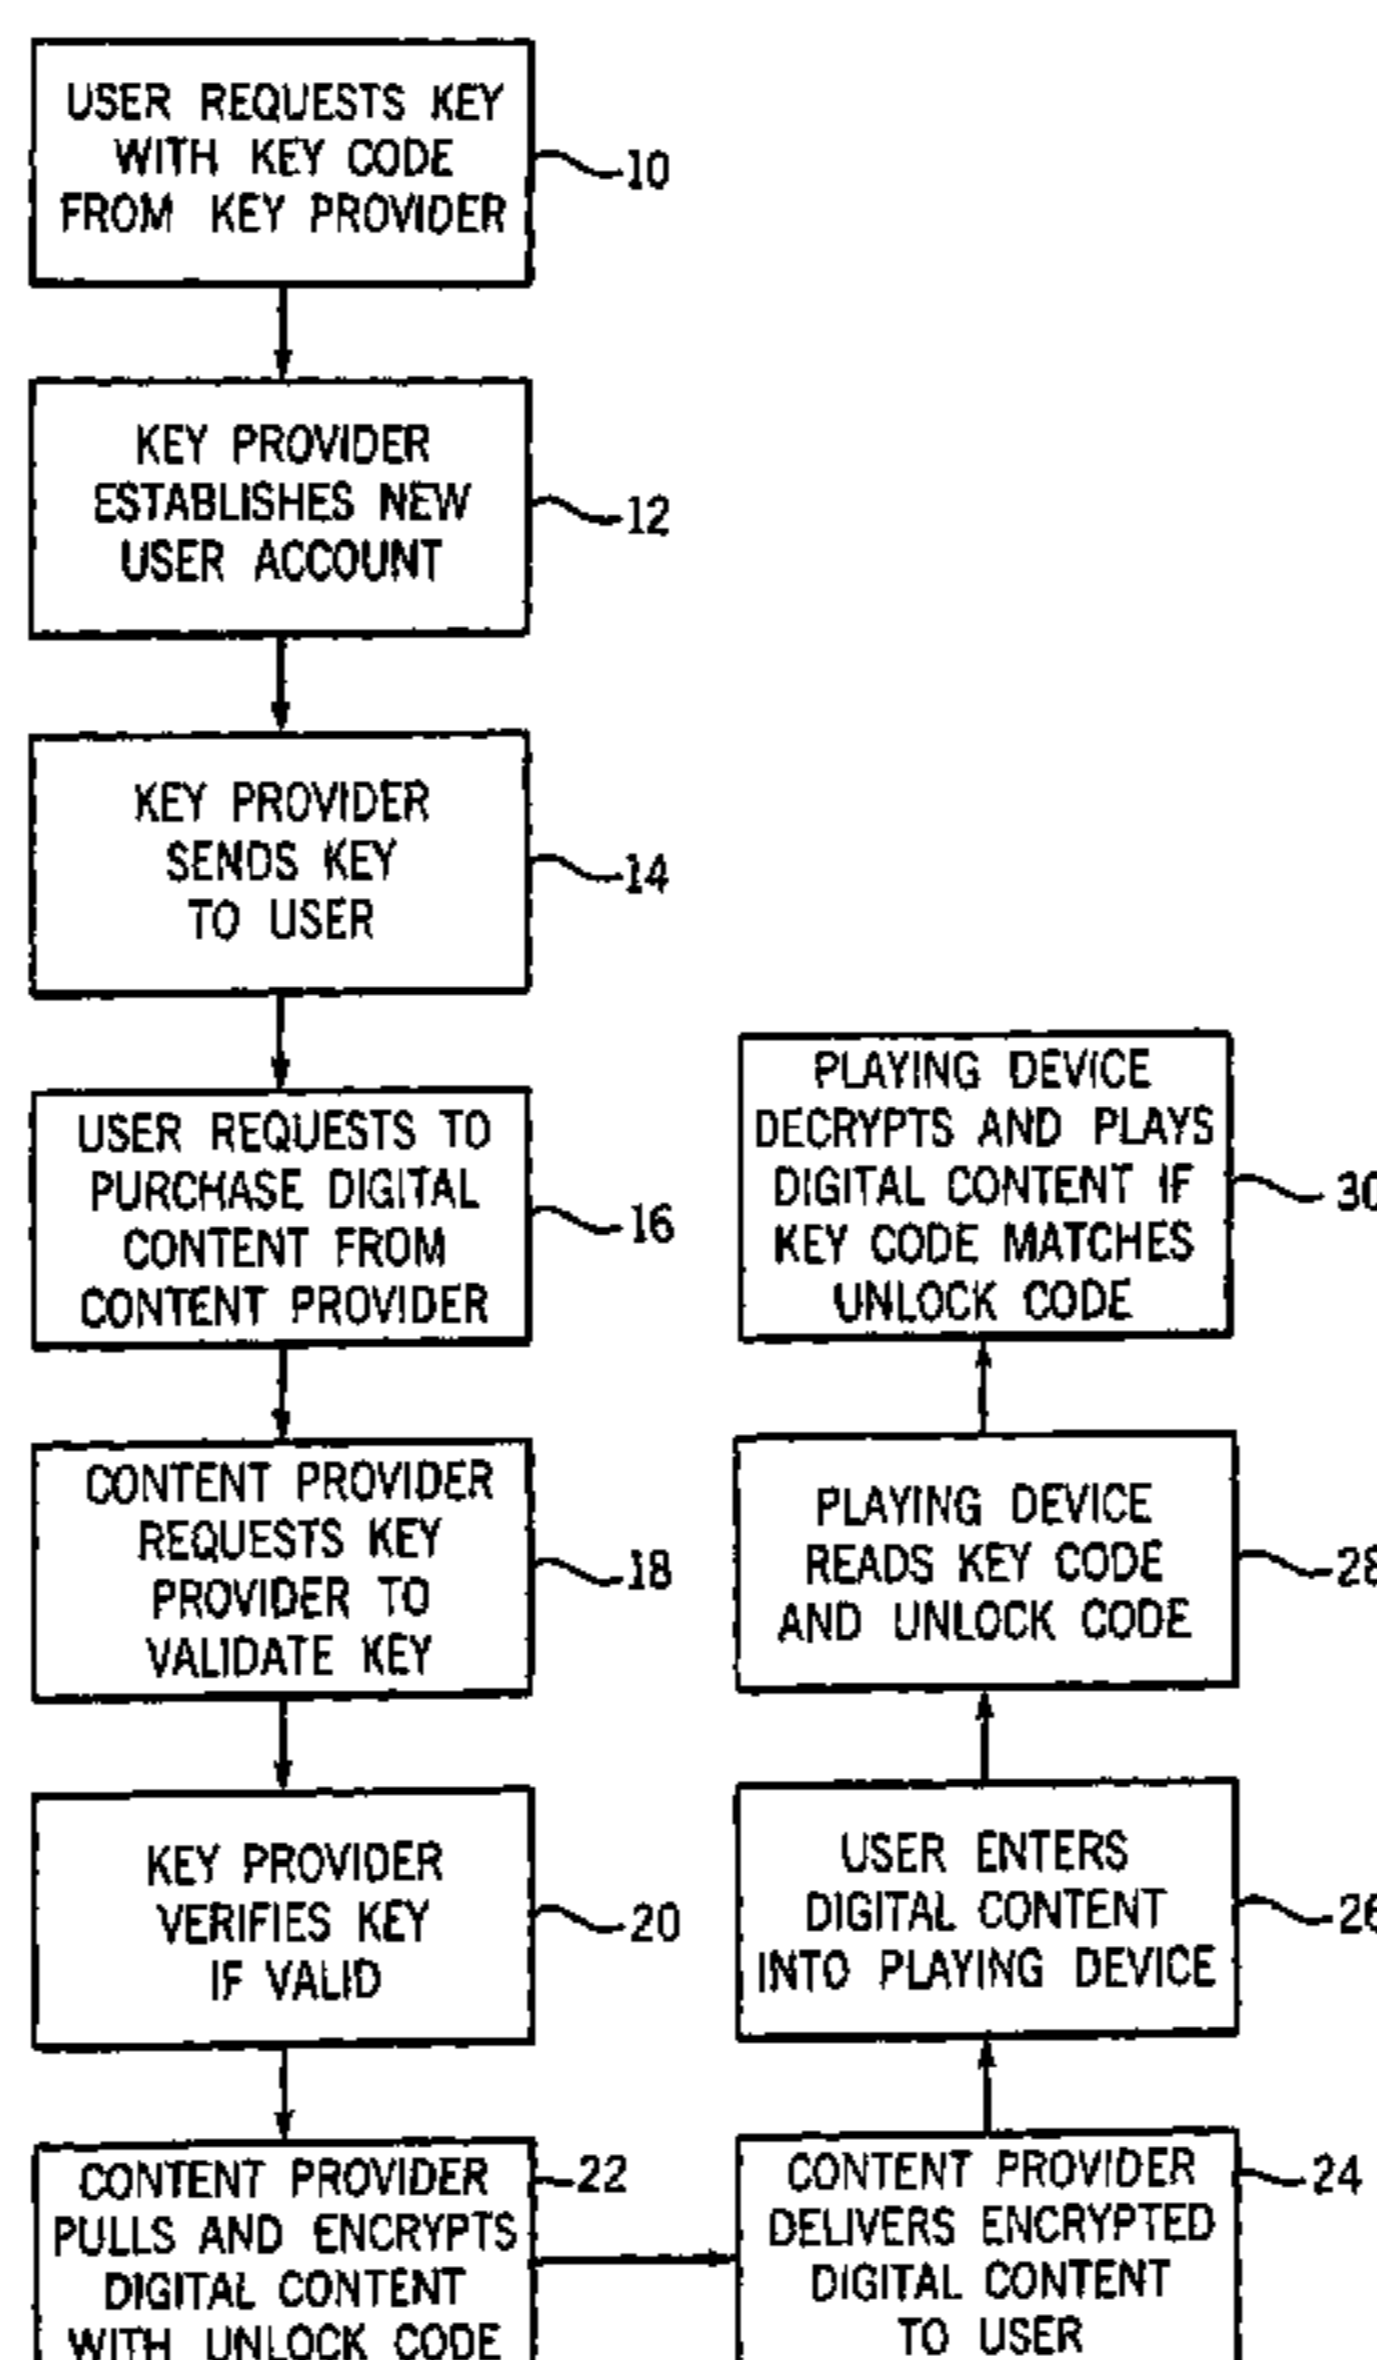 USER REQUESTS KEY
WITH KEY CODE
FROM KEY PROVIDER
10
KEY PROVIDER
ESTABLISHES NEW
USER ACCOUNT
12
KEY PROVIDER
SENDS KEY
TO USER
14
USER REQUESTS TO
PURCHASE DIGITAL
CONTENT FROM
CONTENT PROVIDER
16
CONTENT PROVIDER
REQUESTS KEY
PROVIDER TO
VALIDATE KEY
18
KEY PROVIDER
VERIFIES KEY
IF VALID
20
CONTENT PROVIDER
PULLS AND ENCRYPTS
DIGITAL CONTENT
WITH UNLOCK CODE
22
CONTENT PROVIDER
DELIVERS ENCRYPTED
DIGITAL CONTENT
TO USER
24
USER ENTERS
DIGITAL CONTENT
INTO PLAYING DEVICE
26
PLAYING DEVICE
READS KEY CODE
AND UNLOCK CODE
28
PLAYING DEVICE
DECRYPTS AND PLAYS
DIGITAL CONTENT IF
KEY CODE MATCHES
UNLOCK CODE
30